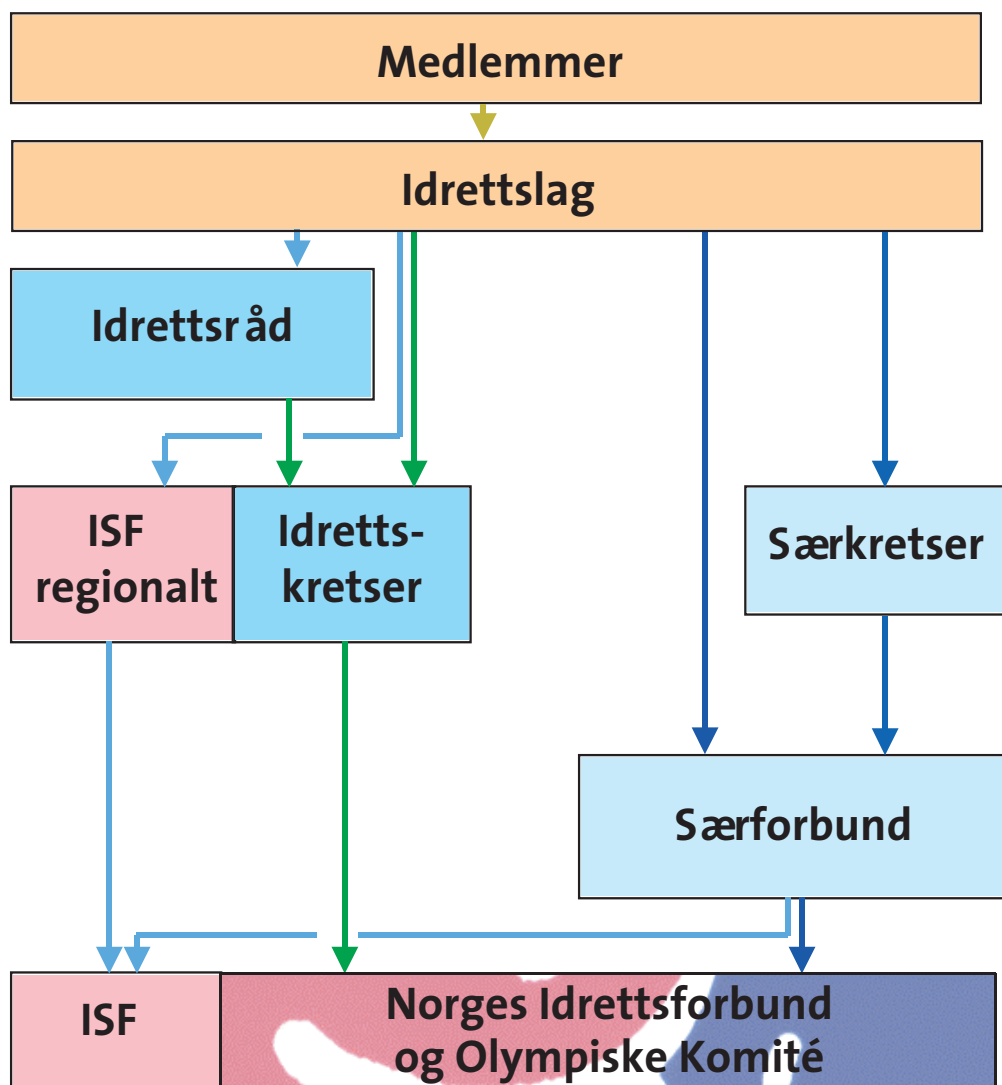 Medlemmer
Idrettslag
Idrettsråd
ISF
regionalt
Idretts-
kretser
Særkretser
Særforbund
ISF
Norges Idrettsforbund
og Olympiske Komité